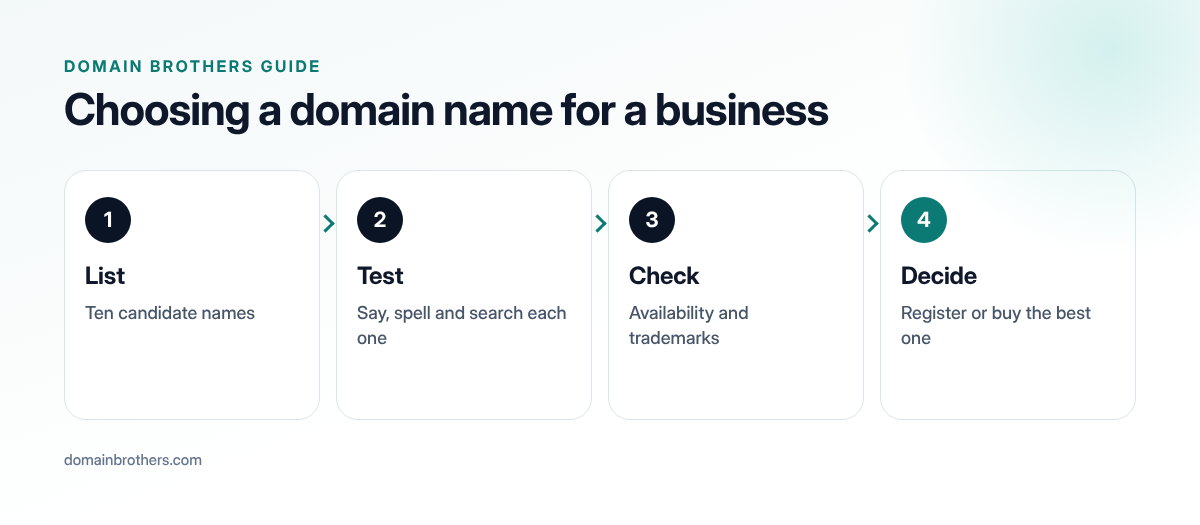 DOMAIN BROTHERS GUIDE
Choosing a domain name for a business
1
List
Ten candidate names
2
Test
Say, spell and search each
one
3
Check
Availability and
trademarks
4
Decide
Register or buy the best
one
domainbrothers.com